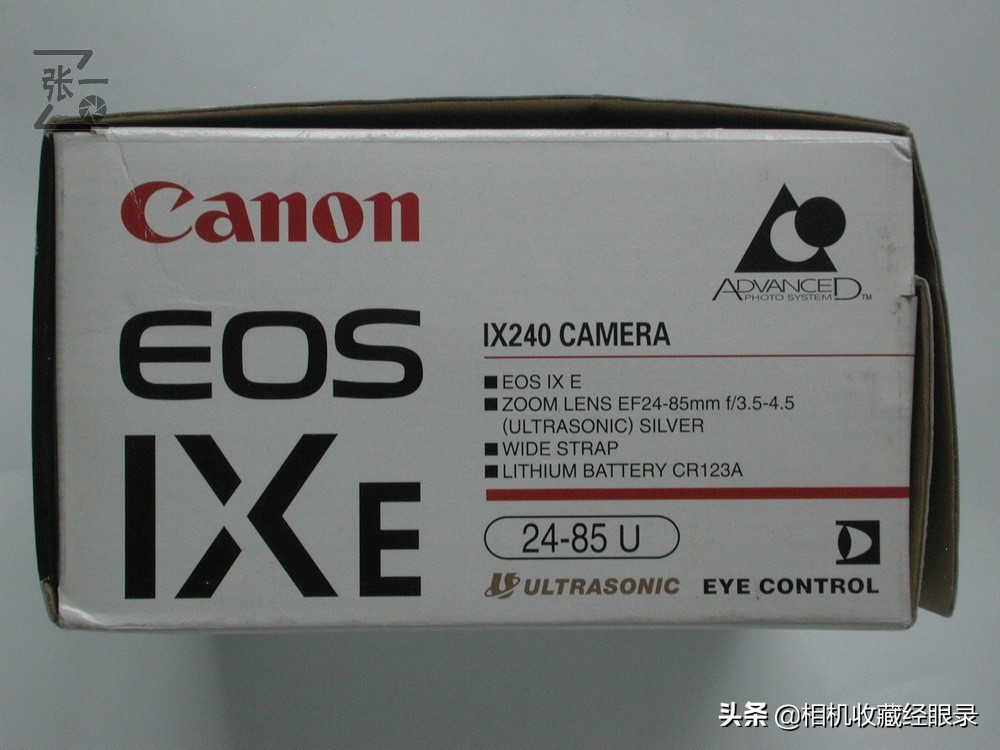 张一
Canon
ADVANCED
PHOTO SYSTEM TM
EOS
IX E
IX240 CAMERA
■ EOS IX E
■ ZOOM LENS EF24-85mm f/3.5-4.5
(ULTRASONIC) SILVER
■ WIDE STRAP
■ LITHIUM BATTERY CR123A
24-85 U
ULTRASONIC
EYE CONTROL
头条 @相机收藏经眼录